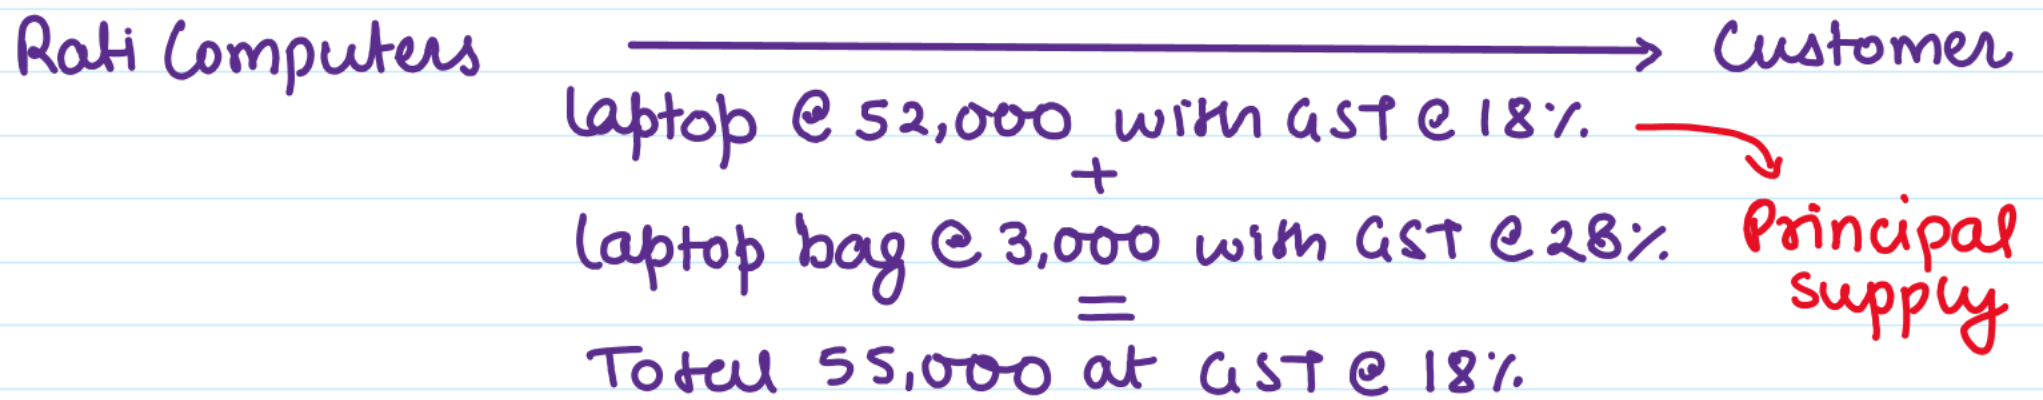 Rati Computers → Customer
Laptop @ 52,000 with GST @ 18%
+
Laptop bag @ 3,000 with GST @ 28%
Principal
supply
=
Total 55,000 at GST @ 18%